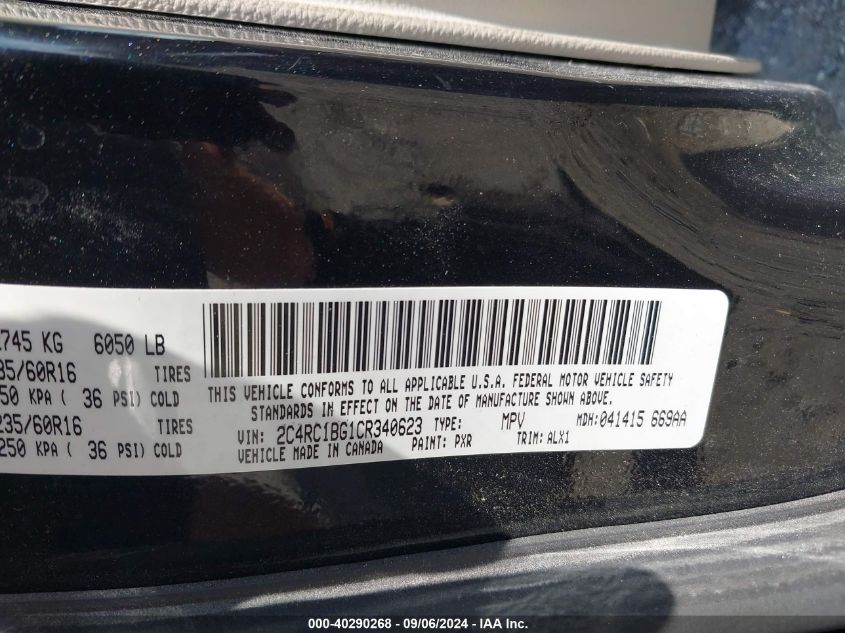 745 KG 6050 LB
35/60R16 TIRES
50 KPA ( 36 PSI) COLD
235/60R16 TIRES
250 KPA ( 36 PSI) COLD
THIS VEHICLE CONFORMS TO ALL APPLICABLE U.S.A. FEDERAL MOTOR VEHICLE SAFETY
STANDARDS IN EFFECT ON THE DATE OF MANUFACTURE SHOWN ABOVE.
VIN: 2C4RC1BG1CR340623 TYPE: MPV MDH:041415 669AA
VEHICLE MADE IN CANADA PAINT: PXR TRIM: ALX1
000-40290268 - 09/06/2024 - IAA Inc.